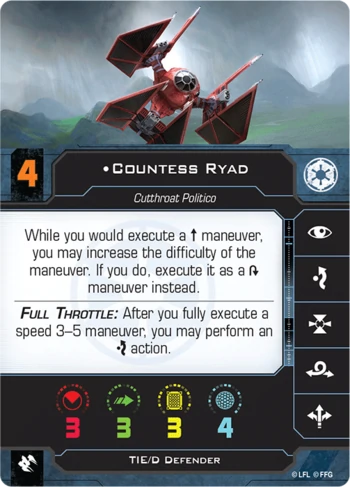 4
•Countess Ryad
Cutthroat Politico
While you would execute a ⬆ maneuver,
you may increase the difficulty of the
maneuver. If you do, execute it as a
maneuver instead.
Full Throttle: After you fully execute a
speed 3–5 maneuver, you may perform an
action.
3 3 3 4
TIE/D Defender
©LFL ©FFG